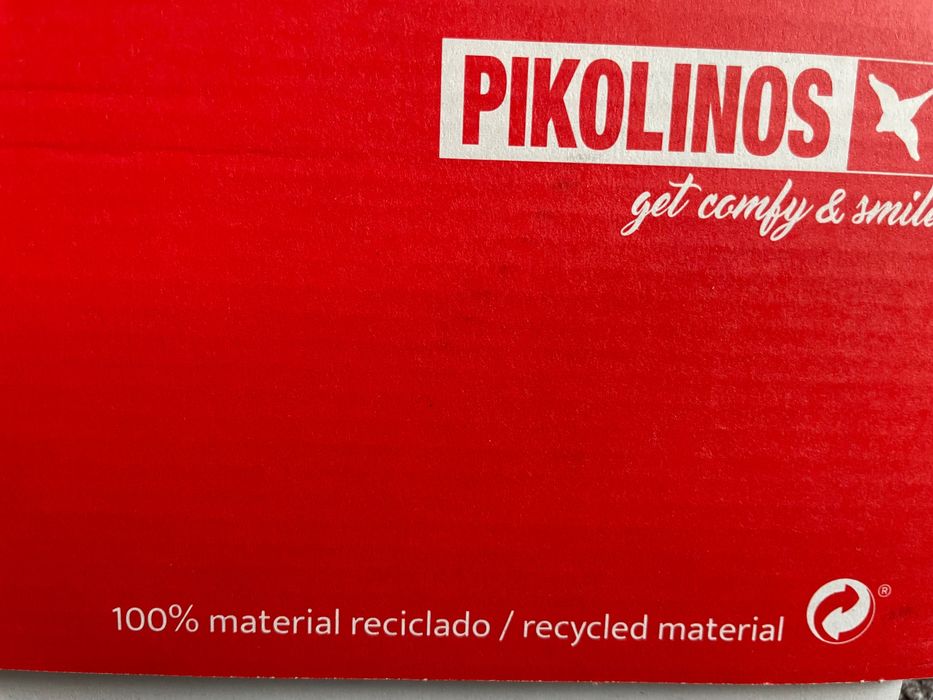 PIKOLINOS
get comfy & smile
100% material reciclado / recycled material ®